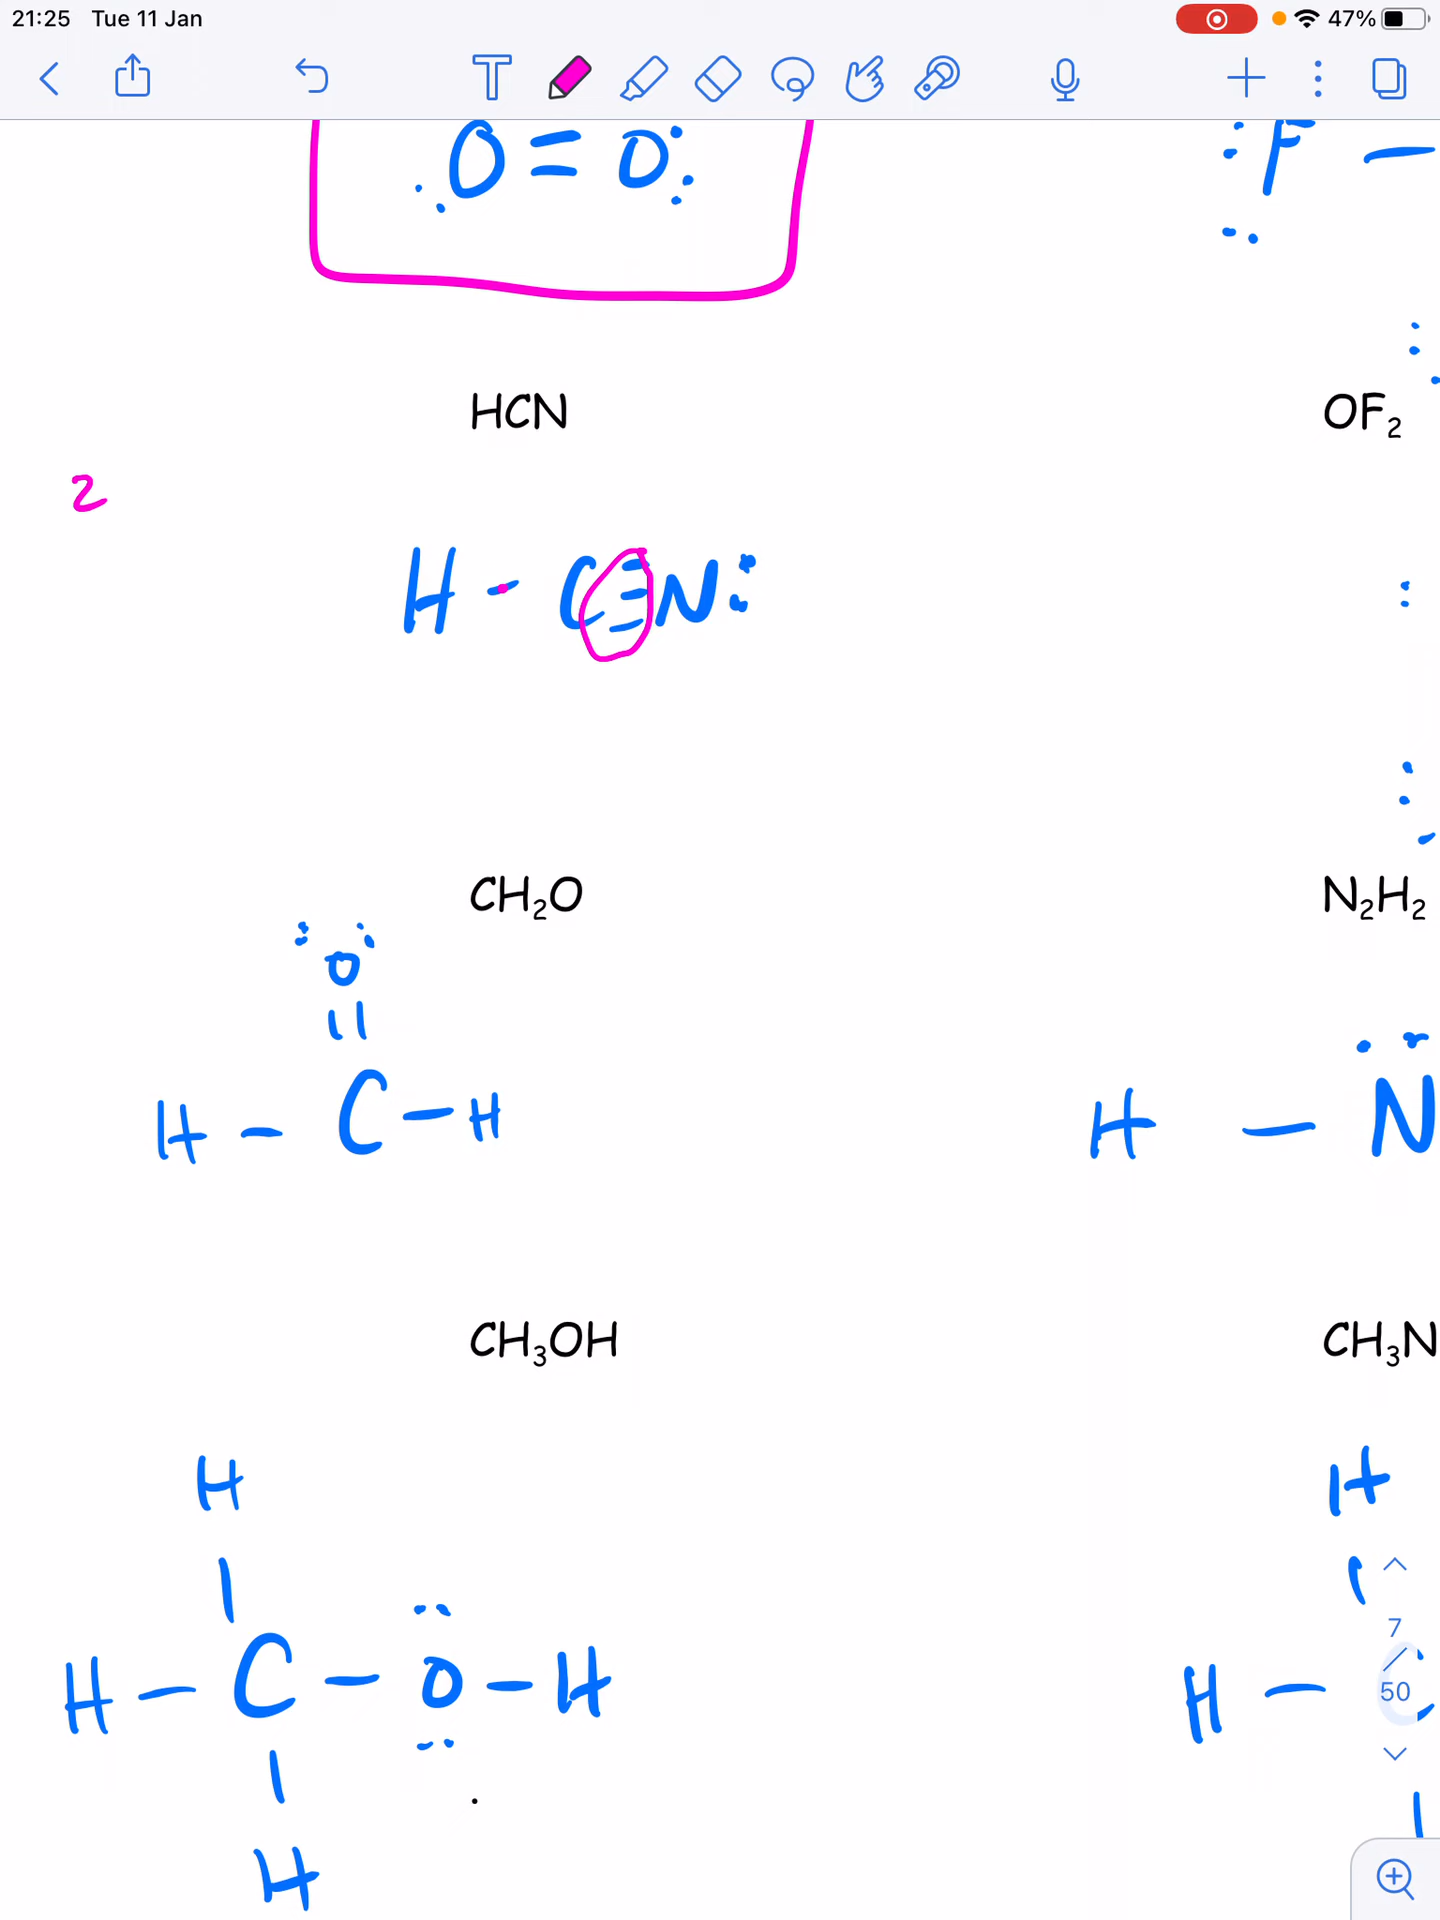 21:25 Tue 11 Jan 47%
T
O = O
F –
HCN
OF₂
2
H - C≡N:
CH₂O
N₂H₂
O
||
H – C – H
H – N
CH₃OH
CH₃N
H
|
H – C – O – H
|
H
H
|
H – C
|
7
/
50